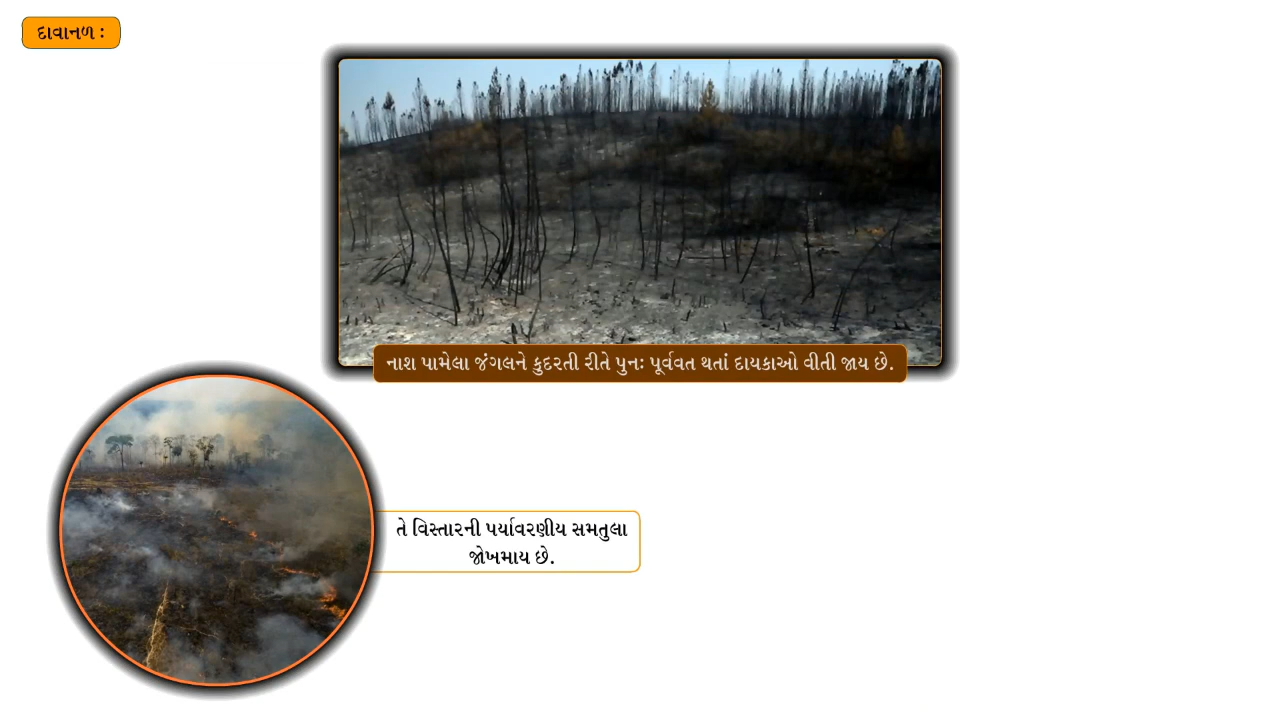 દાવાનળ :
નાશ પામેલા જંગલને કુદરતી રીતે પુનઃ પૂર્વવત થતાં દાયકાઓ વીતી જાય છે.
તે વિસ્તારની પર્યાવરણીય સમતુલા
જોખમાય છે.